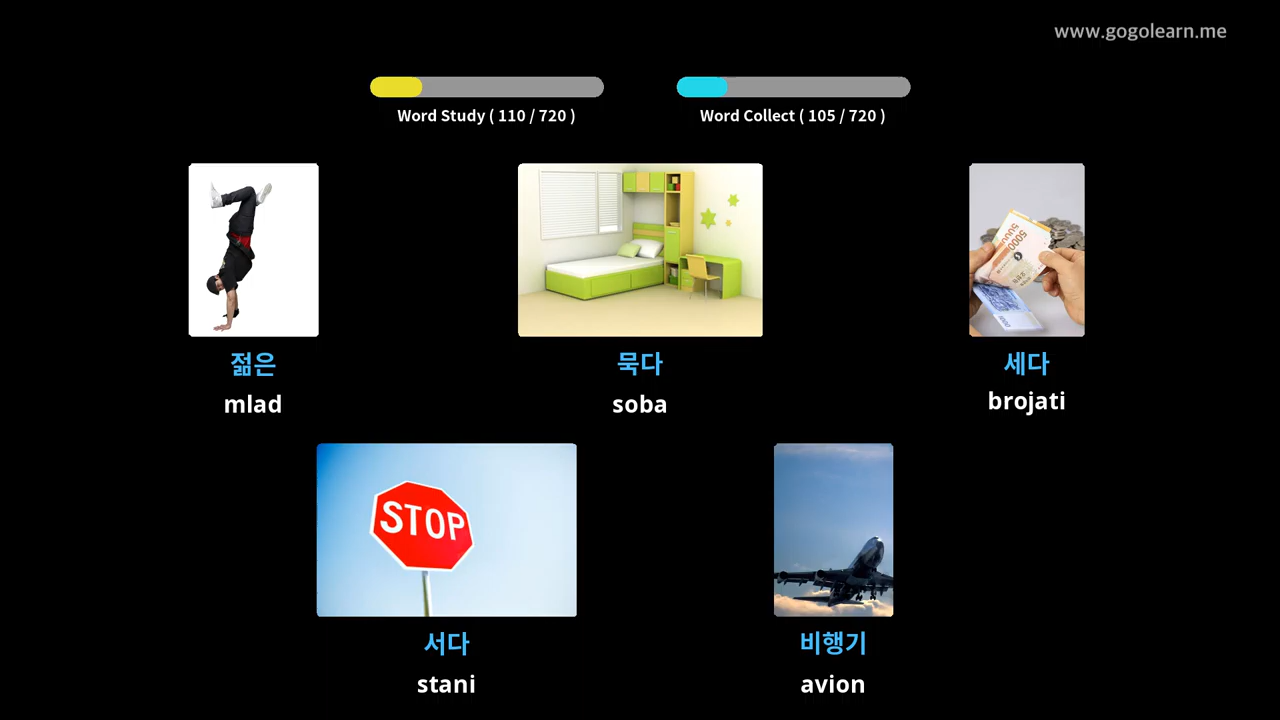 www.gogolearn.me
Word Study ( 110 / 720 )
Word Collect ( 105 / 720 )
젊은
mlad
묵다
soba
5000
세다
brojati
STOP
서다
stani
비행기
avion